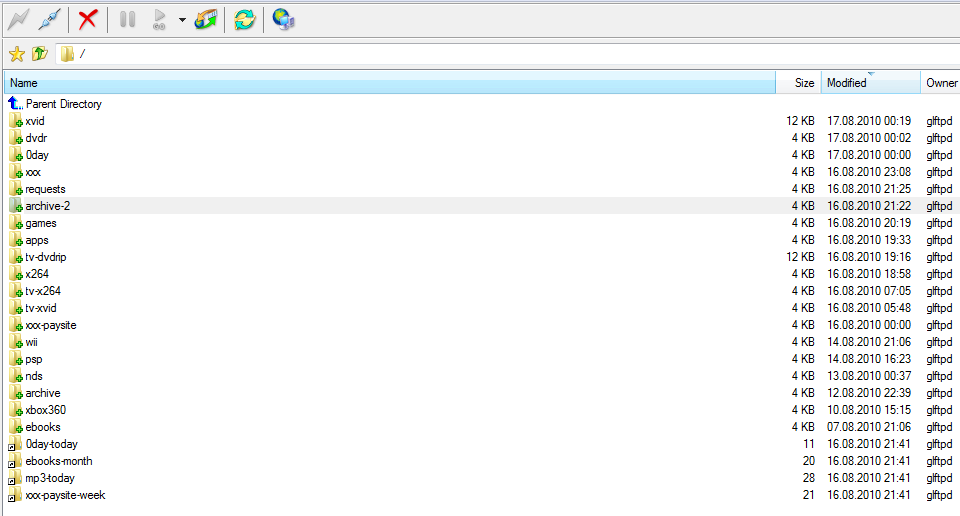 GO
/
Name Size Modified Owner
Parent Directory
xvid 12 KB 17.08.2010 00:19 glftpd
dvdr 4 KB 17.08.2010 00:02 glftpd
0day 4 KB 17.08.2010 00:00 glftpd
xxx 4 KB 16.08.2010 23:08 glftpd
requests 4 KB 16.08.2010 21:25 glftpd
archive-2 4 KB 16.08.2010 21:22 glftpd
games 4 KB 16.08.2010 20:19 glftpd
apps 4 KB 16.08.2010 19:33 glftpd
tv-dvdrip 12 KB 16.08.2010 19:16 glftpd
x264 4 KB 16.08.2010 18:58 glftpd
tv-x264 4 KB 16.08.2010 07:05 glftpd
tv-xvid 4 KB 16.08.2010 05:48 glftpd
xxx-paysite 4 KB 16.08.2010 00:00 glftpd
wii 4 KB 14.08.2010 21:06 glftpd
psp 4 KB 14.08.2010 16:23 glftpd
nds 4 KB 13.08.2010 00:37 glftpd
archive 4 KB 12.08.2010 22:39 glftpd
xbox360 4 KB 10.08.2010 15:15 glftpd
ebooks 4 KB 07.08.2010 21:06 glftpd
0day-today 11 16.08.2010 21:41 glftpd
ebooks-month 20 16.08.2010 21:41 glftpd
mp3-today 28 16.08.2010 21:41 glftpd
xxx-paysite-week 21 16.08.2010 21:41 glftpd